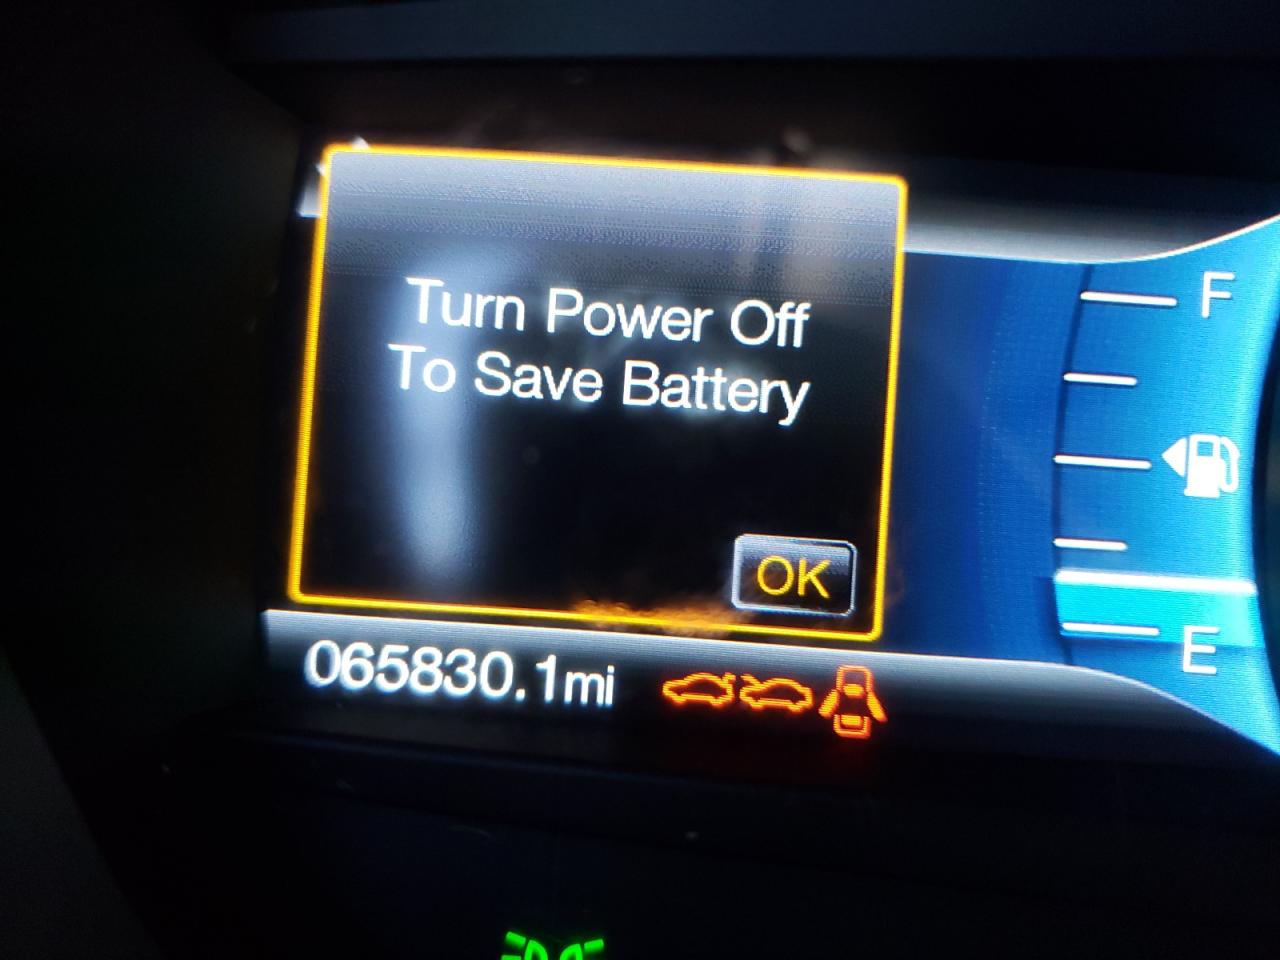 Turn Power Off
To Save Battery
OK
065830.1mi
F
E